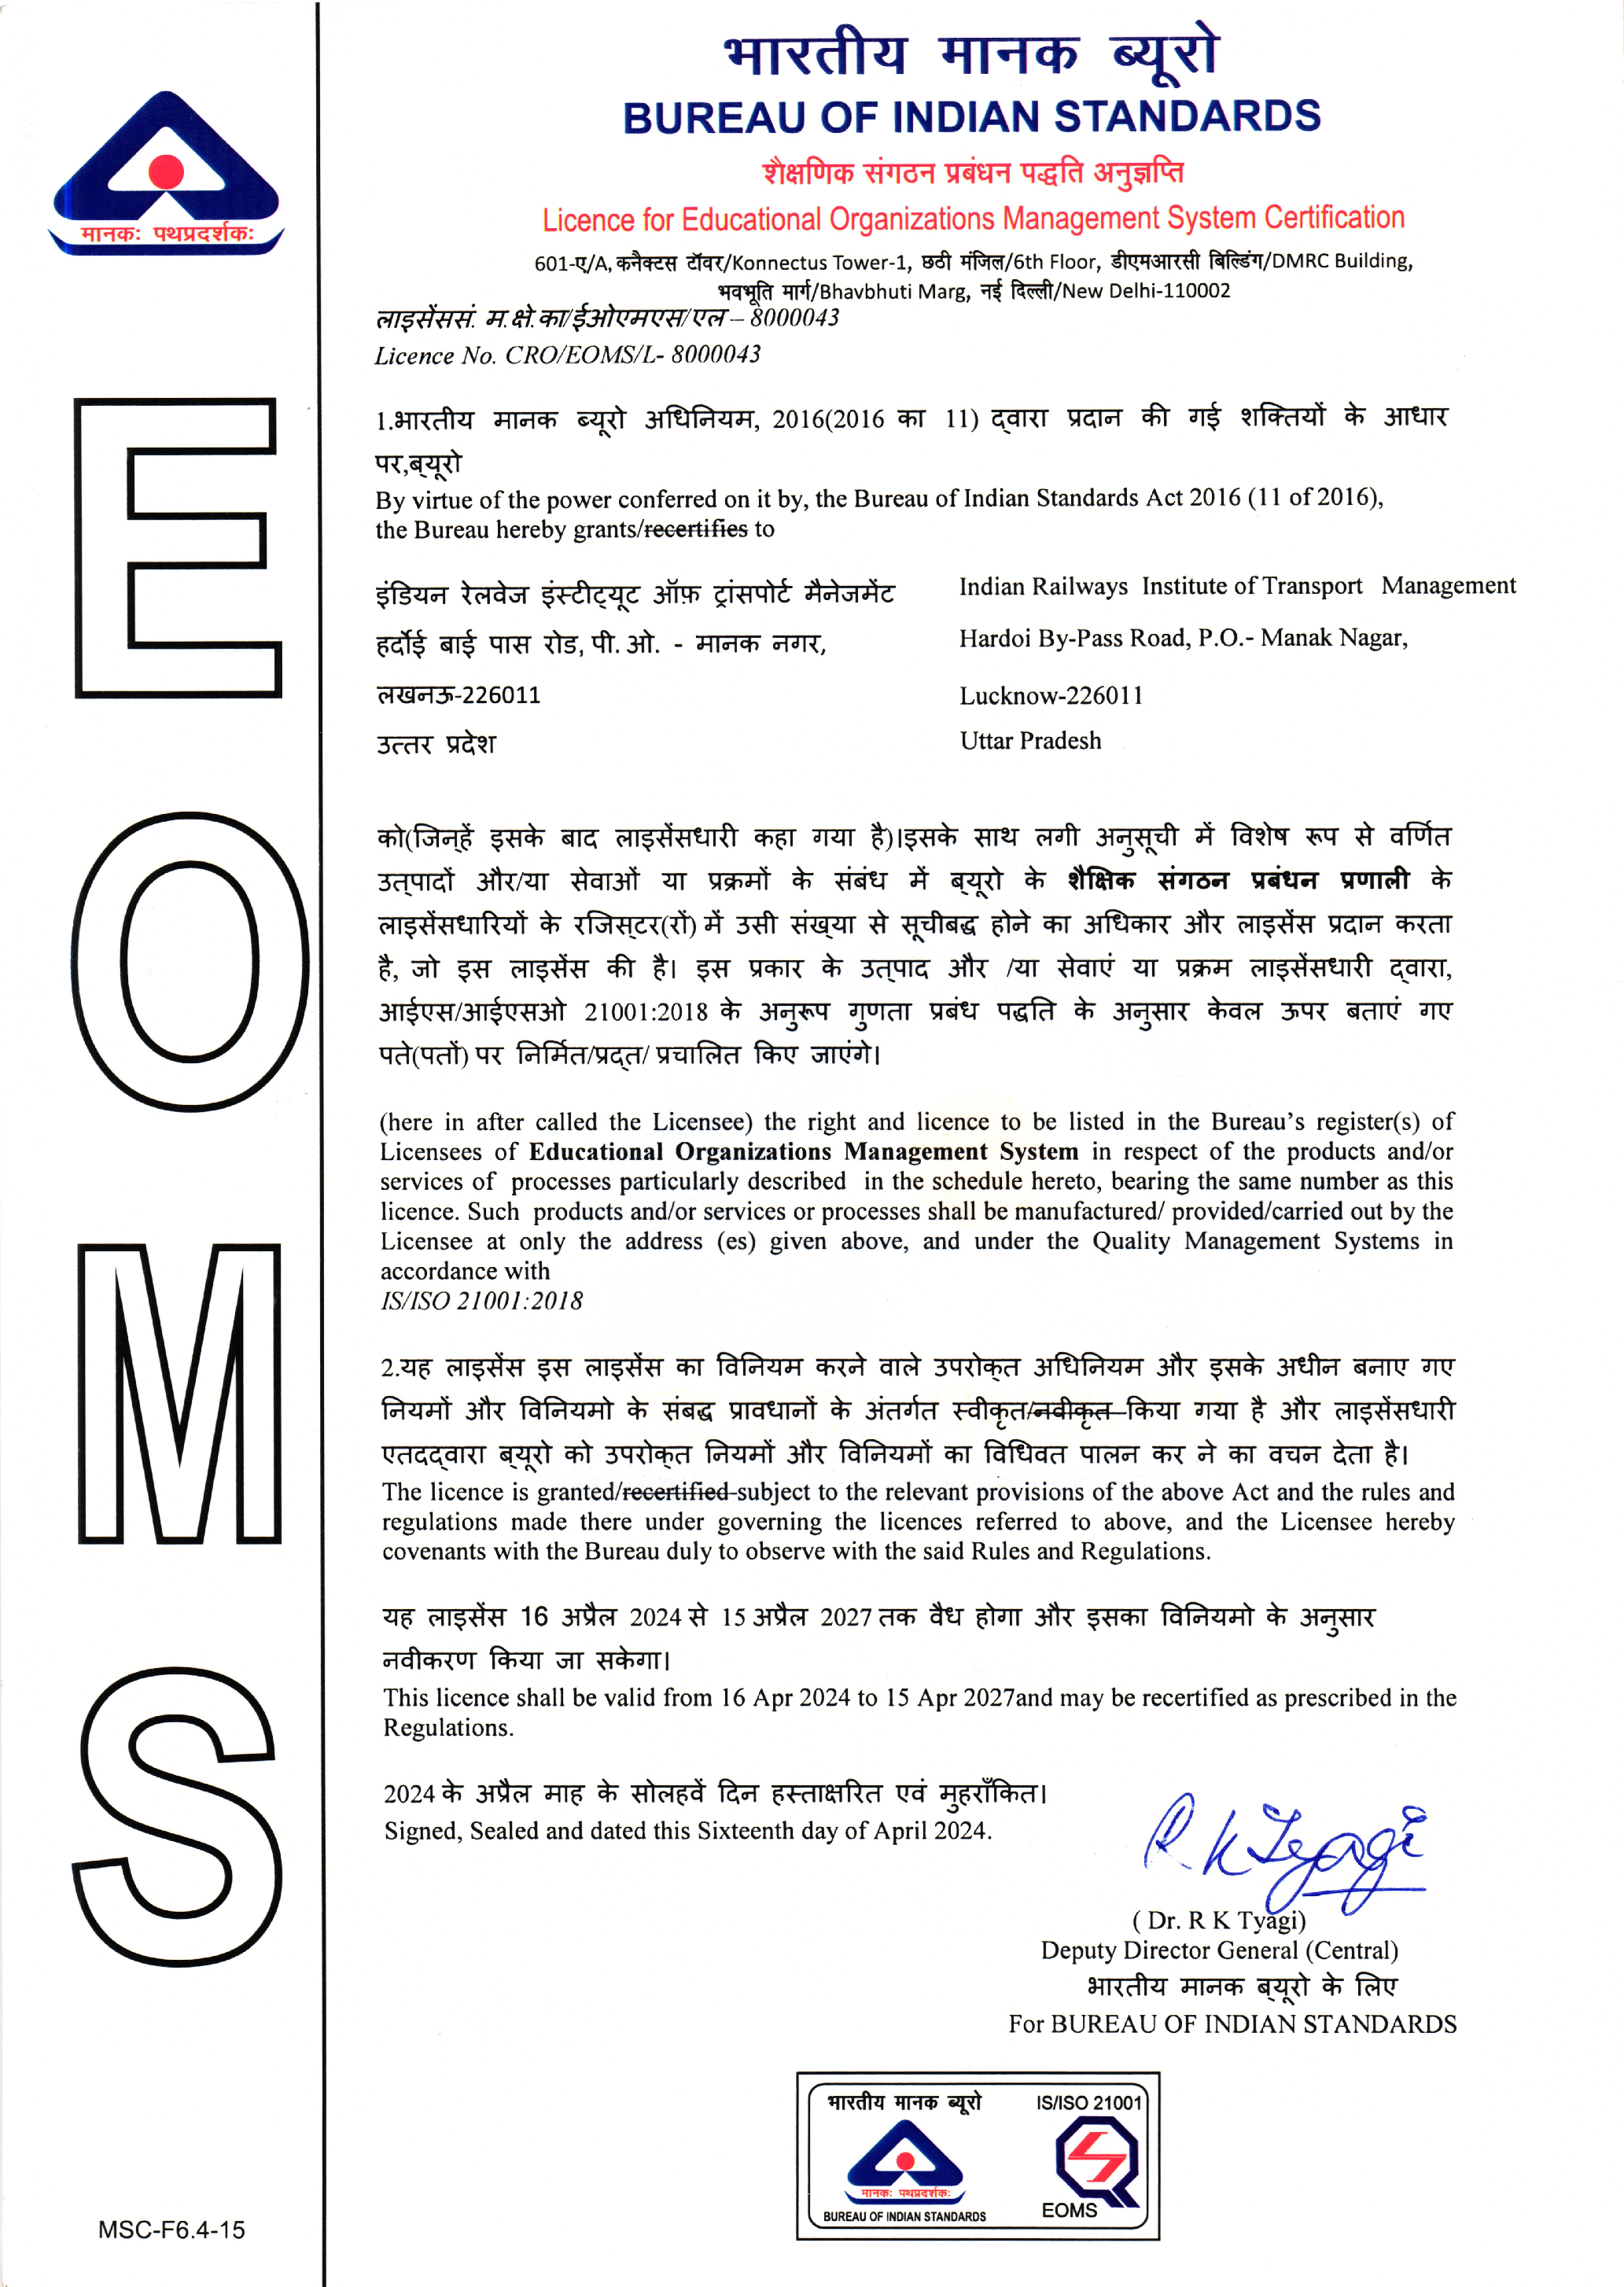 भारतीय मानक ब्यूरो
BUREAU OF INDIAN STANDARDS
शैक्षणिक संगठन प्रबंधन पद्धति अनुज्ञप्ति
Licence for Educational Organizations Management System Certification
601-ए/A, कनैक्टस टॉवर/Konnectus Tower-1, छठी मंजिल/6th Floor, डीएमआरसी बिल्डिंग/DMRC Building,
भवभूति मार्ग/Bhavbhuti Marg, नई दिल्ली/New Delhi-110002
मानकः पथप्रदर्शकः
लाइसेंससं. म.क्षे.का/ईओएमएस/एल – 8000043
Licence No. CRO/EOMS/L- 8000043
1.भारतीय मानक ब्यूरो अधिनियम, 2016(2016 का 11) द्वारा प्रदान की गई शक्तियों के आधार
पर,ब्यूरो
By virtue of the power conferred on it by, the Bureau of Indian Standards Act 2016 (11 of 2016),
the Bureau hereby grants/recertifies to
इंडियन रेलवेज इंस्टीट्यूट ऑफ़ ट्रांसपोर्ट मैनेजमेंट
हर्दोई बाई पास रोड, पी. ओ. - मानक नगर,
लखनऊ-226011
उत्तर प्रदेश
Indian Railways Institute of Transport Management
Hardoi By-Pass Road, P.O.- Manak Nagar,
Lucknow-226011
Uttar Pradesh
को(जिन्हें इसके बाद लाइसेंसधारी कहा गया है)।इसके साथ लगी अनुसूची में विशेष रूप से वर्णित
उत्पादों और/या सेवाओं या प्रक्रमों के संबंध में ब्यूरो के शैक्षिक संगठन प्रबंधन प्रणाली के
लाइसेंसधारियों के रजिस्टर(रों) में उसी संख्या से सूचीबद्ध होने का अधिकार और लाइसेंस प्रदान करता
है, जो इस लाइसेंस की है। इस प्रकार के उत्पाद और /या सेवाएं या प्रक्रम लाइसेंसधारी द्वारा,
आईएस/आईएसओ 21001:2018 के अनुरूप गुणता प्रबंध पद्धति के अनुसार केवल ऊपर बताएं गए
पते(पतों) पर निर्मित/प्रद्त/ प्रचालित किए जाएंगे।
(here in after called the Licensee) the right and licence to be listed in the Bureau’s register(s) of
Licensees of Educational Organizations Management System in respect of the products and/or
services of processes particularly described in the schedule hereto, bearing the same number as this
licence. Such products and/or services or processes shall be manufactured/ provided/carried out by the
Licensee at only the address (es) given above, and under the Quality Management Systems in
accordance with
IS/ISO 21001:2018
2.यह लाइसेंस इस लाइसेंस का विनियम करने वाले उपरोक्त अधिनियम और इसके अधीन बनाए गए
नियमों और विनियमो के संबद्ध प्रावधानों के अंतर्गत स्वीकृत/नवीकृत किया गया है और लाइसेंसधारी
एतदद्वारा ब्यूरो को उपरोक्त नियमों और विनियमों का विधिवत पालन कर ने का वचन देता है।
The licence is granted/recertified subject to the relevant provisions of the above Act and the rules and
regulations made there under governing the licences referred to above, and the Licensee hereby
covenants with the Bureau duly to observe with the said Rules and Regulations.
यह लाइसेंस 16 अप्रैल 2024 से 15 अप्रैल 2027 तक वैध होगा और इसका विनियमो के अनुसार
नवीकरण किया जा सकेगा।
This licence shall be valid from 16 Apr 2024 to 15 Apr 2027and may be recertified as prescribed in the
Regulations.
2024 के अप्रैल माह के सोलहवें दिन हस्ताक्षरित एवं मुहराँकित।
Signed, Sealed and dated this Sixteenth day of April 2024.
R K Tyagi
( Dr. R K Tyagi)
Deputy Director General (Central)
भारतीय मानक ब्यूरो के लिए
For BUREAU OF INDIAN STANDARDS
भारतीय मानक ब्यूरो
IS/ISO 21001
मानकः पथप्रदर्शकः
BUREAU OF INDIAN STANDARDS
EOMS
E
O
M
S
MSC-F6.4-15